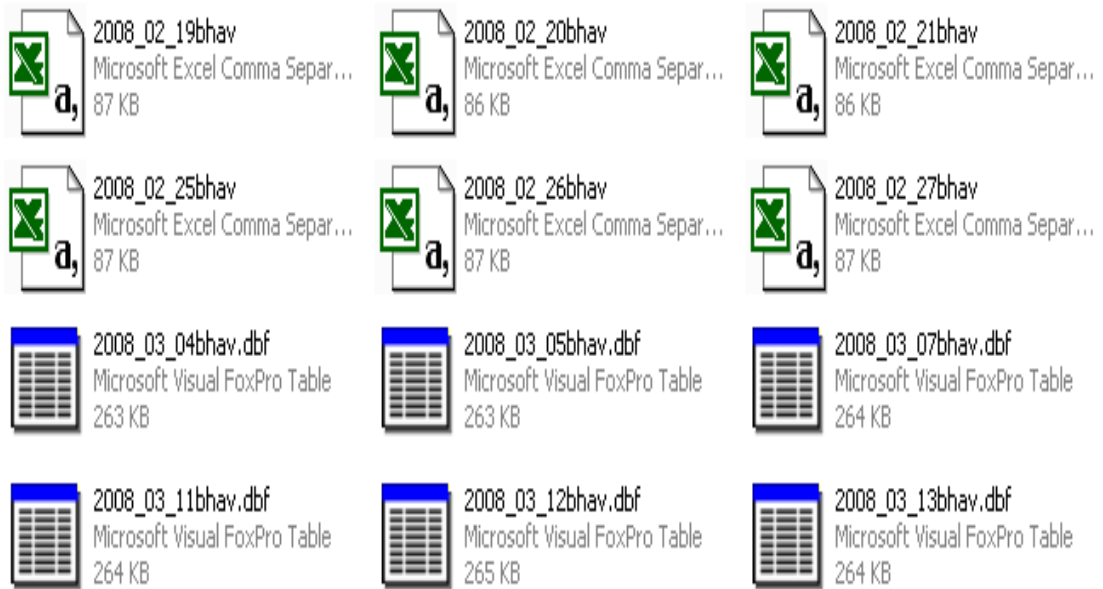 2008_02_19bhav
Microsoft Excel Comma Separ...
87 KB
2008_02_20bhav
Microsoft Excel Comma Separ...
86 KB
2008_02_21bhav
Microsoft Excel Comma Separ...
86 KB
2008_02_25bhav
Microsoft Excel Comma Separ...
87 KB
2008_02_26bhav
Microsoft Excel Comma Separ...
87 KB
2008_02_27bhav
Microsoft Excel Comma Separ...
87 KB
2008_03_04bhav.dbf
Microsoft Visual FoxPro Table
263 KB
2008_03_05bhav.dbf
Microsoft Visual FoxPro Table
263 KB
2008_03_07bhav.dbf
Microsoft Visual FoxPro Table
264 KB
2008_03_11bhav.dbf
Microsoft Visual FoxPro Table
264 KB
2008_03_12bhav.dbf
Microsoft Visual FoxPro Table
265 KB
2008_03_13bhav.dbf
Microsoft Visual FoxPro Table
264 KB